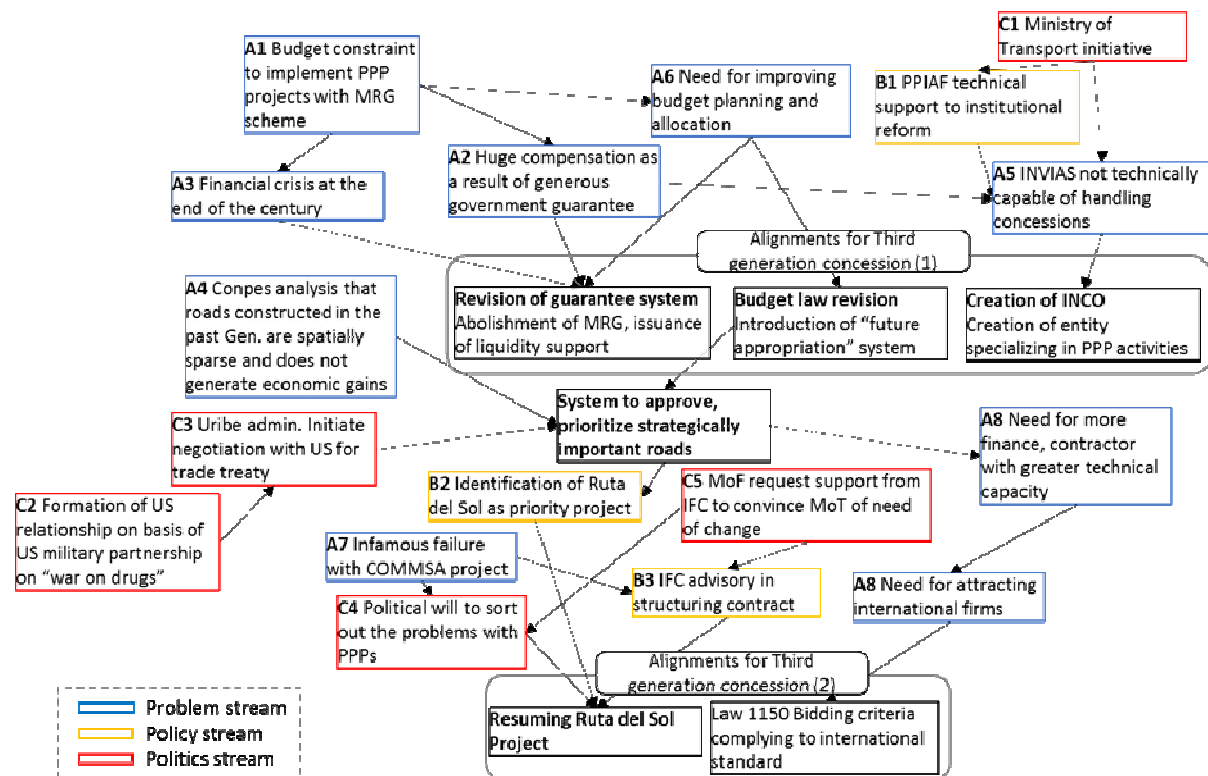 A1 Budget constraint
to implement PPP
projects with MRG
scheme
C1 Ministry of
Transport initiative
A6 Need for improving
budget planning and
allocation
B1 PPIAF technical
support to institutional
reform
A2 Huge compensation as
a result of generous
government guarantee
A3 Financial crisis at the
end of the century
A5 INVIAS not technically
capable of handling
concessions
Alignments for Third
generation concession (1)
A4 Conpes analysis that
roads constructed in the
past Gen. are spatially
sparse and does not
generate economic gains
Revision of guarantee system
Abolishment of MRG, issuance
of liquidity support
Budget law revision
Introduction of “future
appropriation” system
Creation of INCO
Creation of entity
specializing in PPP activities
System to approve,
prioritize strategically
important roads
C3 Uribe admin. Initiate
negotiation with US for
trade treaty
A8 Need for more
finance, contractor
with greater technical
capacity
C2 Formation of US
relationship on basis of
US military partnership
on “war on drugs”
B2 Identification of Ruta
del Sol as priority project
C5 MoF request support from
IFC to convince MoT of need
of change
A7 Infamous failure
with COMMSA project
B3 IFC advisory in
structuring contract
A8 Need for attracting
international firms
C4 Political will to sort
out the problems with
PPPs
Alignments for Third
generation concession (2)
Resuming Ruta del Sol
Project
Law 1150 Bidding criteria
complying to international
standard
Problem stream
Policy stream
Politics stream